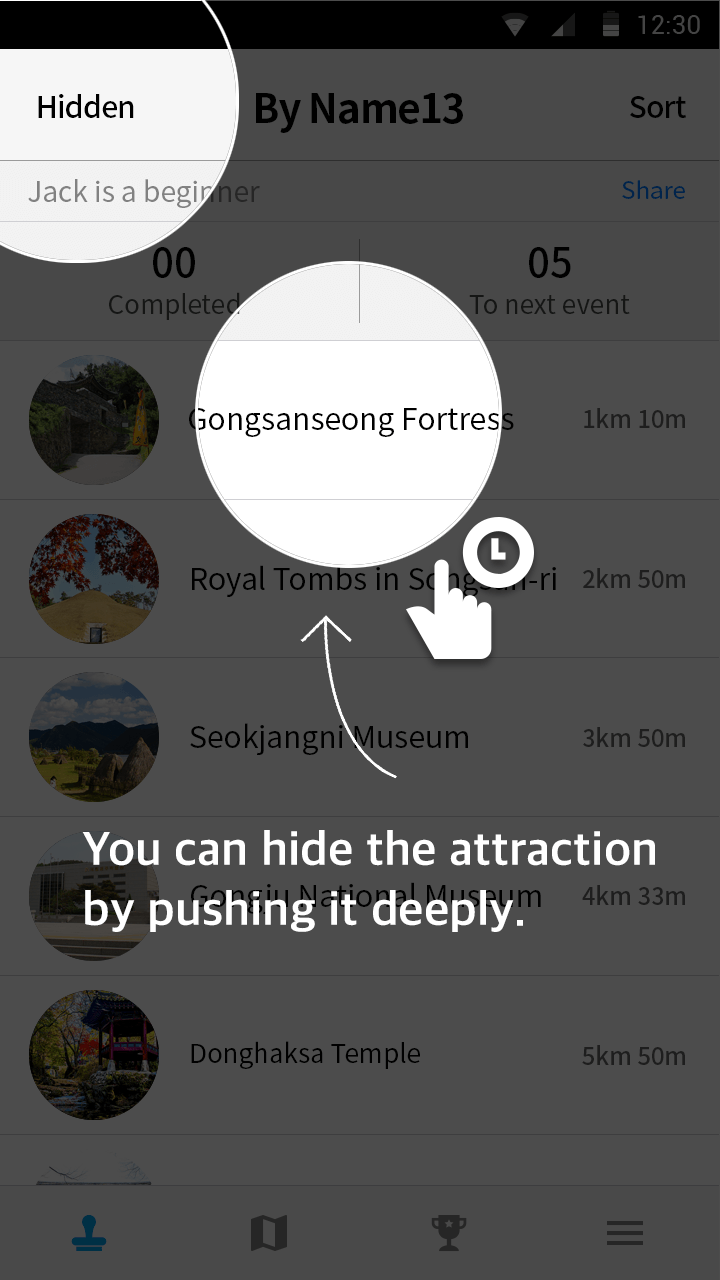 12:30
Hidden By Name13 Sort
Jack is a beginner Share
00 05
Completed To next event
Gongsanseong Fortress 1km 10m
Royal Tombs in Songsan-ri 2km 50m
Seokjangni Museum 3km 50m
You can hide the attraction
Gongju National Museum 4km 33m
by pushing it deeply.
Donghaksa Temple 5km 50m